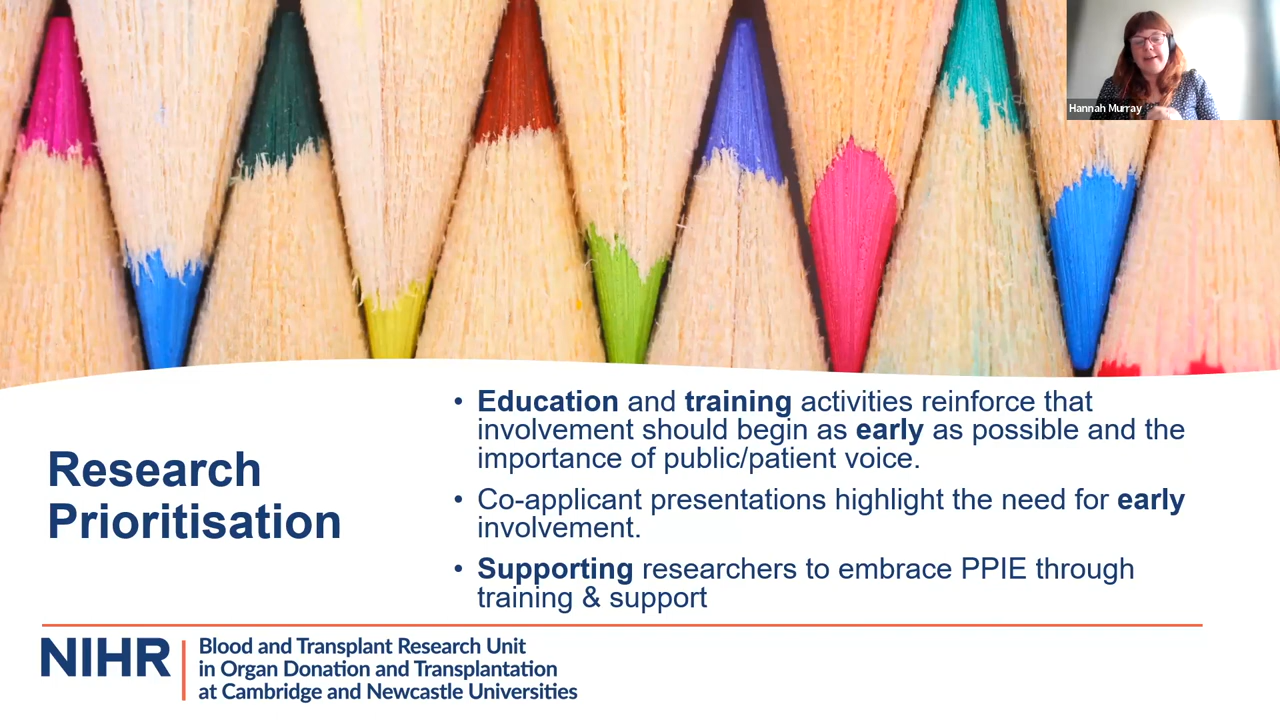 Hannah Murray
Research
Prioritisation
• Education and training activities reinforce that
involvement should begin as early as possible and the
importance of public/patient voice.
• Co-applicant presentations highlight the need for early
involvement.
• Supporting researchers to embrace PPIE through
training & support
NIHR
Blood and Transplant Research Unit
in Organ Donation and Transplantation
at Cambridge and Newcastle Universities